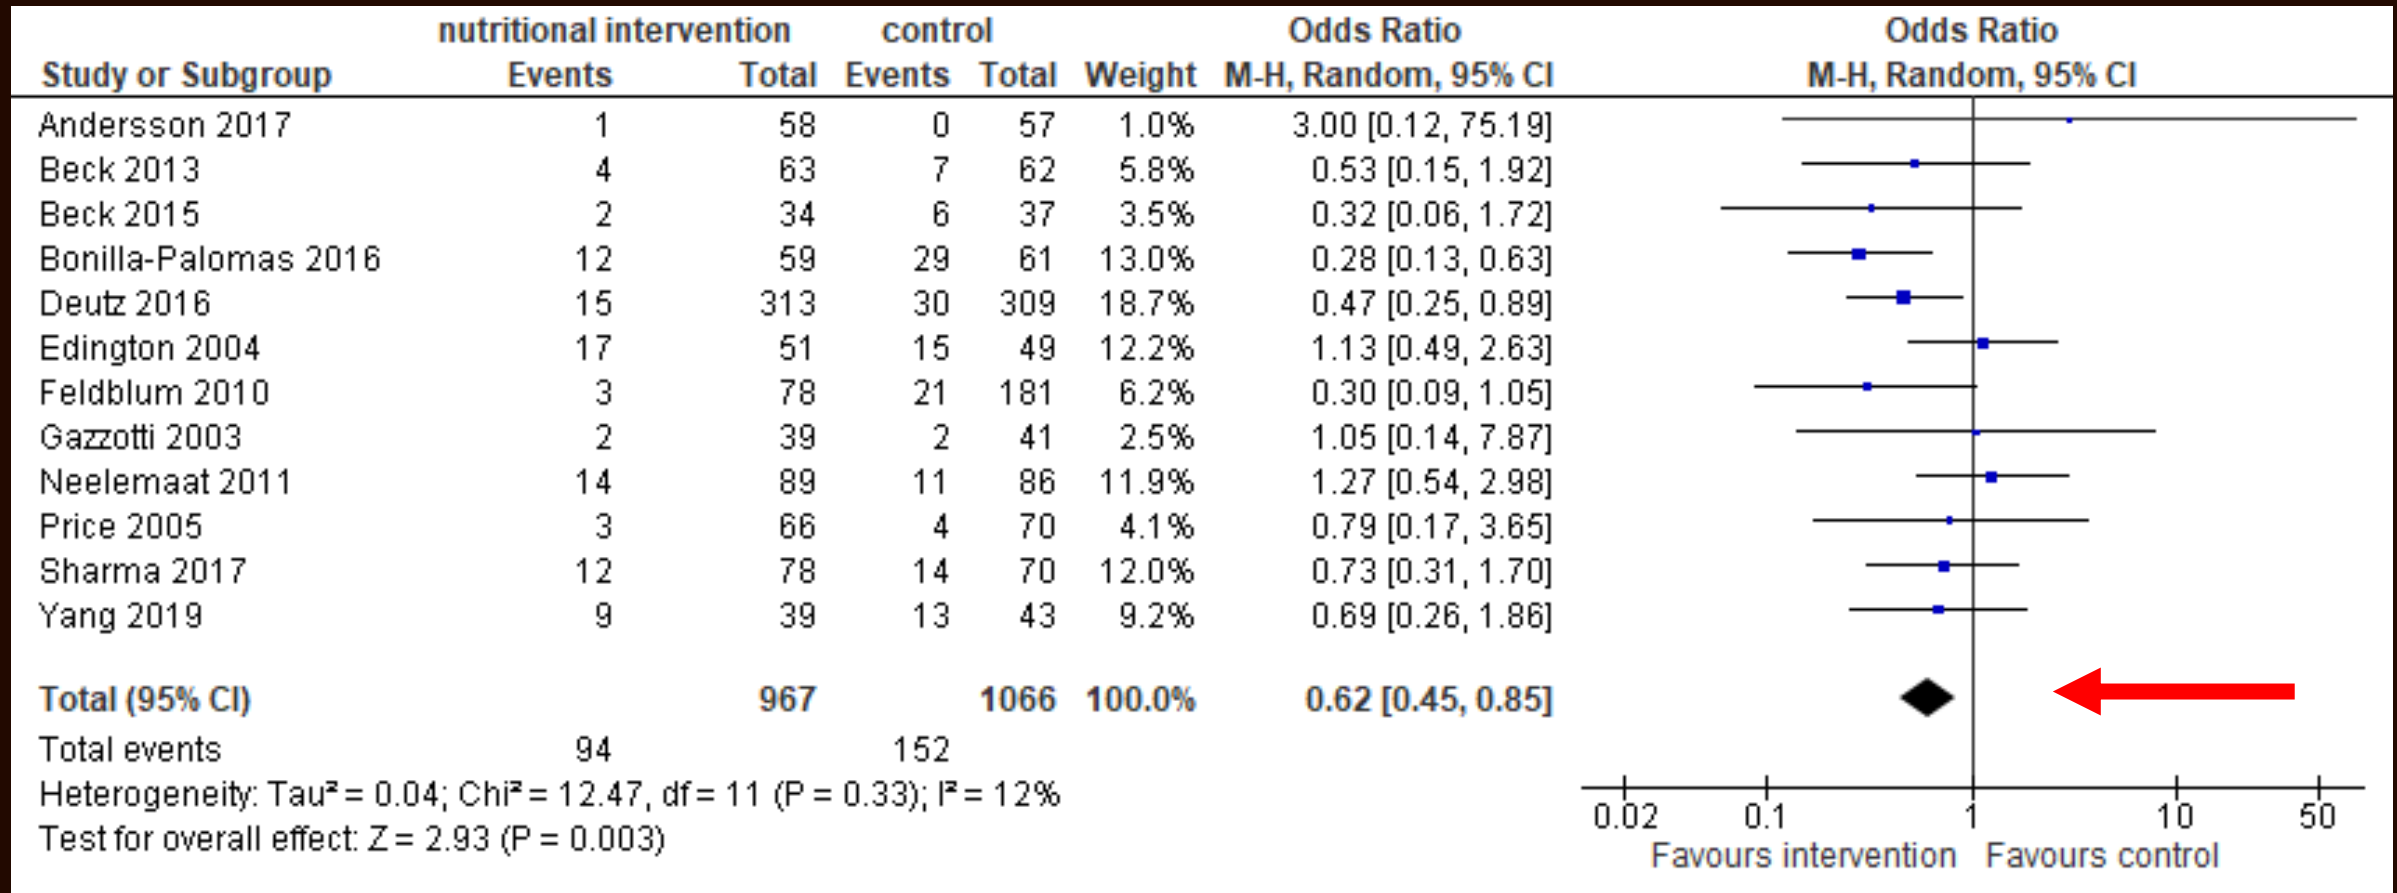 nutritional intervention control Odds Ratio Odds Ratio
Study or Subgroup Events Total Events Total Weight M-H, Random, 95% CI M-H, Random, 95% CI
Andersson 2017 1 58 0 57 1.0% 3.00 [0.12, 75.19]
Beck 2013 4 63 7 62 5.8% 0.53 [0.15, 1.92]
Beck 2015 2 34 6 37 3.5% 0.32 [0.06, 1.72]
Bonilla-Palomas 2016 12 59 29 61 13.0% 0.28 [0.13, 0.63]
Deutz 2016 15 313 30 309 18.7% 0.47 [0.25, 0.89]
Edington 2004 17 51 15 49 12.2% 1.13 [0.49, 2.63]
Feldblum 2010 3 78 21 181 6.2% 0.30 [0.09, 1.05]
Gazzotti 2003 2 39 2 41 2.5% 1.05 [0.14, 7.87]
Neelemaat 2011 14 89 11 86 11.9% 1.27 [0.54, 2.98]
Price 2005 3 66 4 70 4.1% 0.79 [0.17, 3.65]
Sharma 2017 12 78 14 70 12.0% 0.73 [0.31, 1.70]
Yang 2019 9 39 13 43 9.2% 0.69 [0.26, 1.86]
Total (95% CI) 967 1066 100.0% 0.62 [0.45, 0.85]
Total events 94 152
Heterogeneity: Tau² = 0.04; Chi² = 12.47, df = 11 (P = 0.33); I² = 12%
Test for overall effect: Z = 2.93 (P = 0.003)
0.02 0.1 1 10 50
Favours intervention Favours control